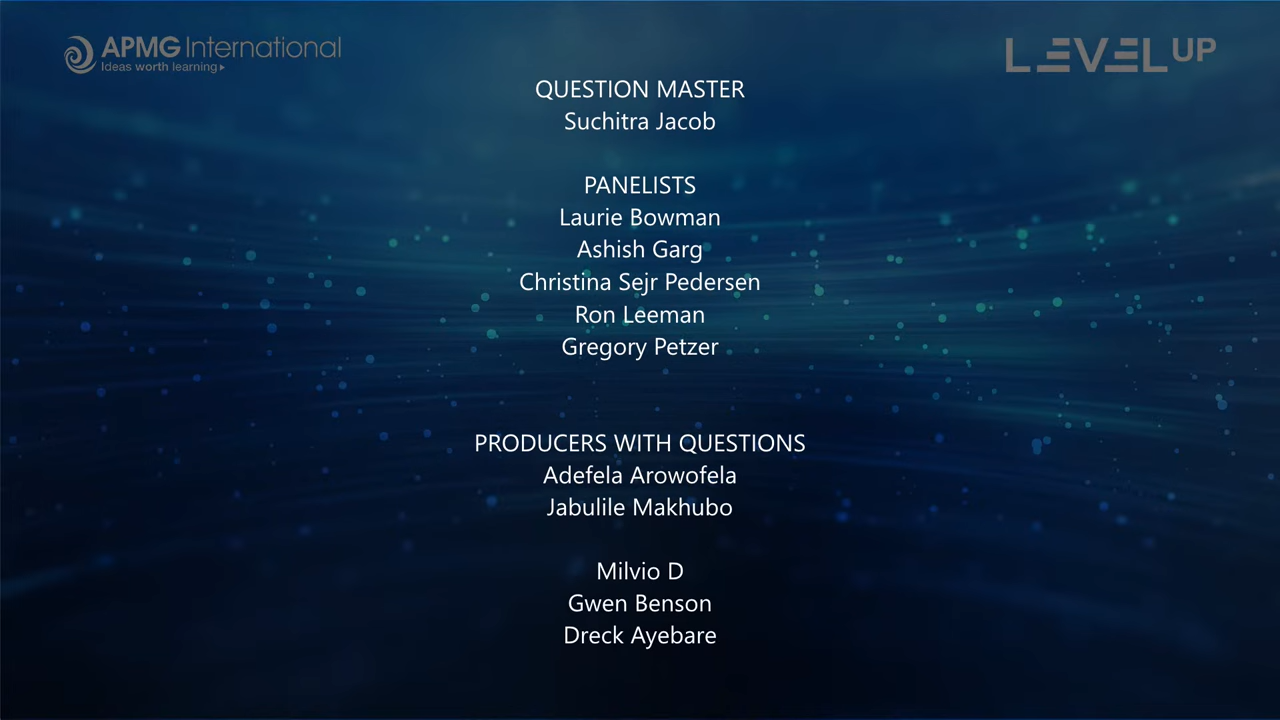 APMG International
Ideas worth learning
LEVEL UP
QUESTION MASTER
Suchitra Jacob
PANELISTS
Laurie Bowman
Ashish Garg
Christina Sejr Pedersen
Ron Leeman
Gregory Petzer
PRODUCERS WITH QUESTIONS
Adefela Arowofela
Jabulile Makhubo
Milvio D
Gwen Benson
Dreck Ayebare